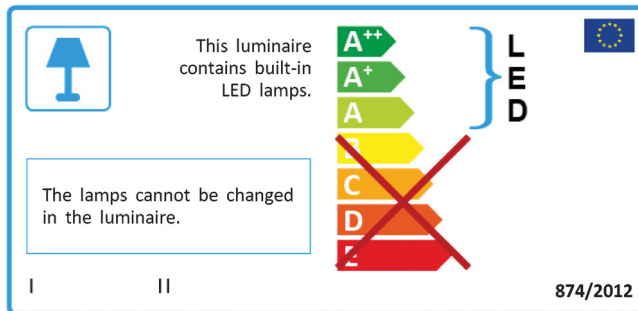 This luminaire
contains built-in
LED lamps.
The lamps cannot be changed
in the luminaire.
I II
A++
A+
A
B
C
D
E
L
E
D
874/2012